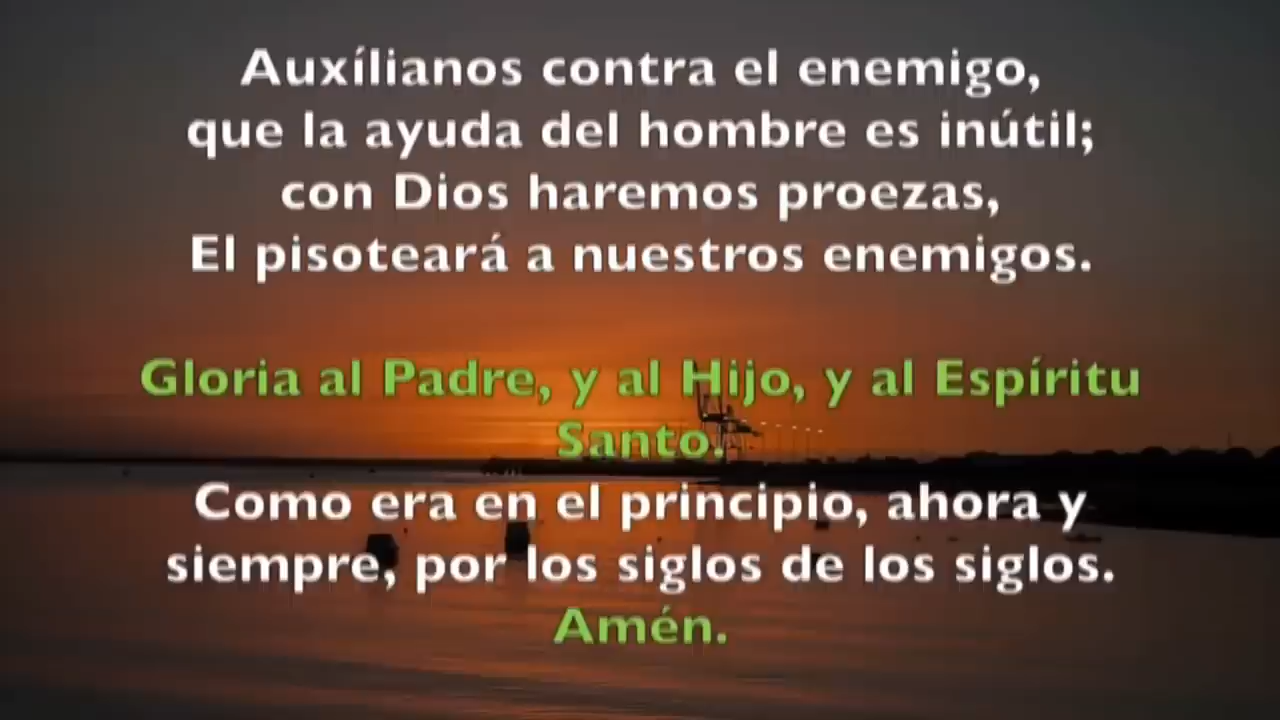 Auxílianos contra el enemigo,
que la ayuda del hombre es inútil;
con Dios haremos proezas,
El pisoteará a nuestros enemigos.
Gloria al Padre, y al Hijo, y al Espíritu
Santo.
Como era en el principio, ahora y
siempre, por los siglos de los siglos.
Amén.